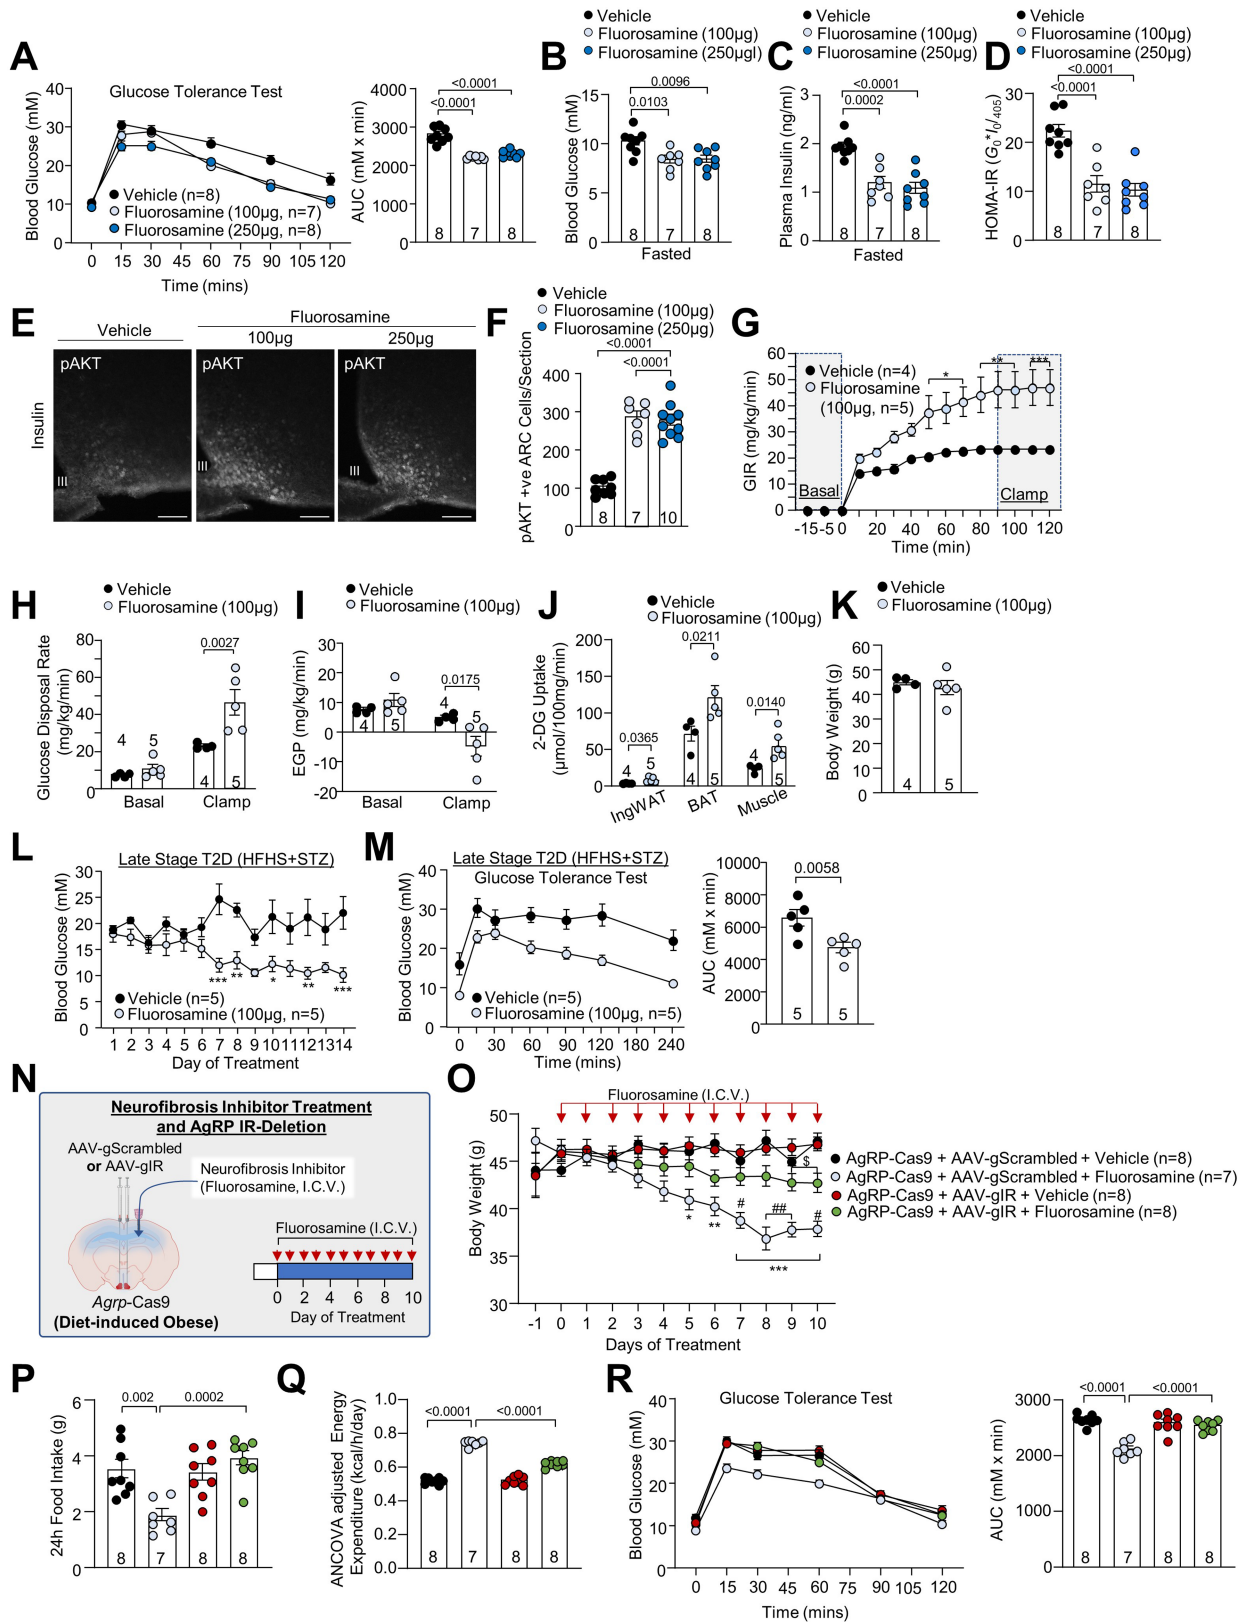 A
Glucose Tolerance Test
Blood Glucose (mM)
40
30
20
10
0
Vehicle (n=8)
Fluorosamine (100µg, n=7)
Fluorosamine (250µg, n=8)
0 15 30 45 60 75 90 105 120
Time (mins)
AUC (mM x min)
4000
3000
2000
1000
0
<0.0001
<0.0001
8 7 8
B
Vehicle
Fluorosamine (100µg)
Fluorosamine (250µgl)
Blood Glucose (mM)
15
10
5
0
0.0096
0.0103
8 7 8
Fasted
C
Vehicle
Fluorosamine (100µg)
Fluorosamine (250µg)
Plasma Insulin (ng/ml)
3
2
1
0
<0.0001
0.0002
8 7 8
Fasted
D
Vehicle
Fluorosamine (100µg)
Fluorosamine (250µg)
HOMA-IR (G0*I0/405)
30
20
10
0
<0.0001
<0.0001
8 7 8
E
Vehicle
Fluorosamine
100µg
250µg
Insulin
pAKT
pAKT
pAKT
III
III
III
F
Vehicle
Fluorosamine (100µg)
Fluorosamine (250µg)
pAKT +ve ARC Cells/Section
400
300
200
100
0
<0.0001
<0.0001
8 7 10
G
GIR (mg/kg/min)
60
50
40
30
20
10
0
Vehicle (n=4)
Fluorosamine
(100µg, n=5)
*
**
***
Basal
Clamp
-15 -5 0 20 40 60 80 100 120
Time (min)
H
Vehicle
Fluorosamine (100µg)
Glucose Disposal Rate
(mg/kg/min)
80
60
40
20
0
0.0027
4 5
4 5
Basal Clamp
I
Vehicle
Fluorosamine (100µg)
EGP (mg/kg/min)
30
20
10
0
-10
-20
0.0175
4 5
4 5
Basal Clamp
J
Vehicle
Fluorosamine (100µg)
2-DG Uptake
(µmol/100mg/min)
200
150
100
50
0
0.0365
0.0211
0.0140
4 5
4 5
4 5
IngWAT BAT Muscle
K
Vehicle
Fluorosamine (100µg)
Body Weight (g)
60
50
40
30
20
10
0
4 5
L
Late Stage T2D (HFHS+STZ)
Blood Glucose (mM)
30
25
20
15
10
5
0
*** ** * ** ***
Vehicle (n=5)
Fluorosamine (100µg, n=5)
1 2 3 4 5 6 7 8 9 10 11 12 13 14
Day of Treatment
M
Late Stage T2D (HFHS+STZ)
Glucose Tolerance Test
Blood Glucose (mM)
40
30
20
10
0
Vehicle (n=5)
Fluorosamine (100µg, n=5)
0 30 60 90 120 180 240
Time (mins)
AUC (mM x min)
10000
8000
6000
4000
2000
0
0.0058
5 5
N
Neurofibrosis Inhibitor Treatment
and AgRP IR-Deletion
AAV-gScrambled
or AAV-gIR
Neurofibrosis Inhibitor
(Fluorosamine, I.C.V.)
Fluorosamine (I.C.V.)
0 2 4 6 8 10
Day of Treatment
Agrp-Cas9
(Diet-induced Obese)
O
Fluorosamine (I.C.V.)
Body Weight (g)
50
45
40
35
30
$
* ** # ## #
***
-1 0 1 2 3 4 5 6 7 8 9 10
Days of Treatment
AgRP-Cas9 + AAV-gScrambled + Vehicle (n=8)
AgRP-Cas9 + AAV-gScrambled + Fluorosamine (n=7)
AgRP-Cas9 + AAV-gIR + Vehicle (n=8)
AgRP-Cas9 + AAV-gIR + Fluorosamine (n=8)
P
24h Food Intake (g)
6
4
2
0
0.002
0.0002
8 7 8 8
Q
ANCOVA adjusted Energy
Expenditure (kcal/h/day)
1.0
0.8
0.6
0.4
0.2
0.0
<0.0001
<0.0001
8 7 8 8
R
Glucose Tolerance Test
Blood Glucose (mM)
40
30
20
10
0
0 15 30 45 60 75 90 105 120
Time (mins)
AUC (mM x min)
3000
2000
1000
0
<0.0001
<0.0001
8 7 8 8